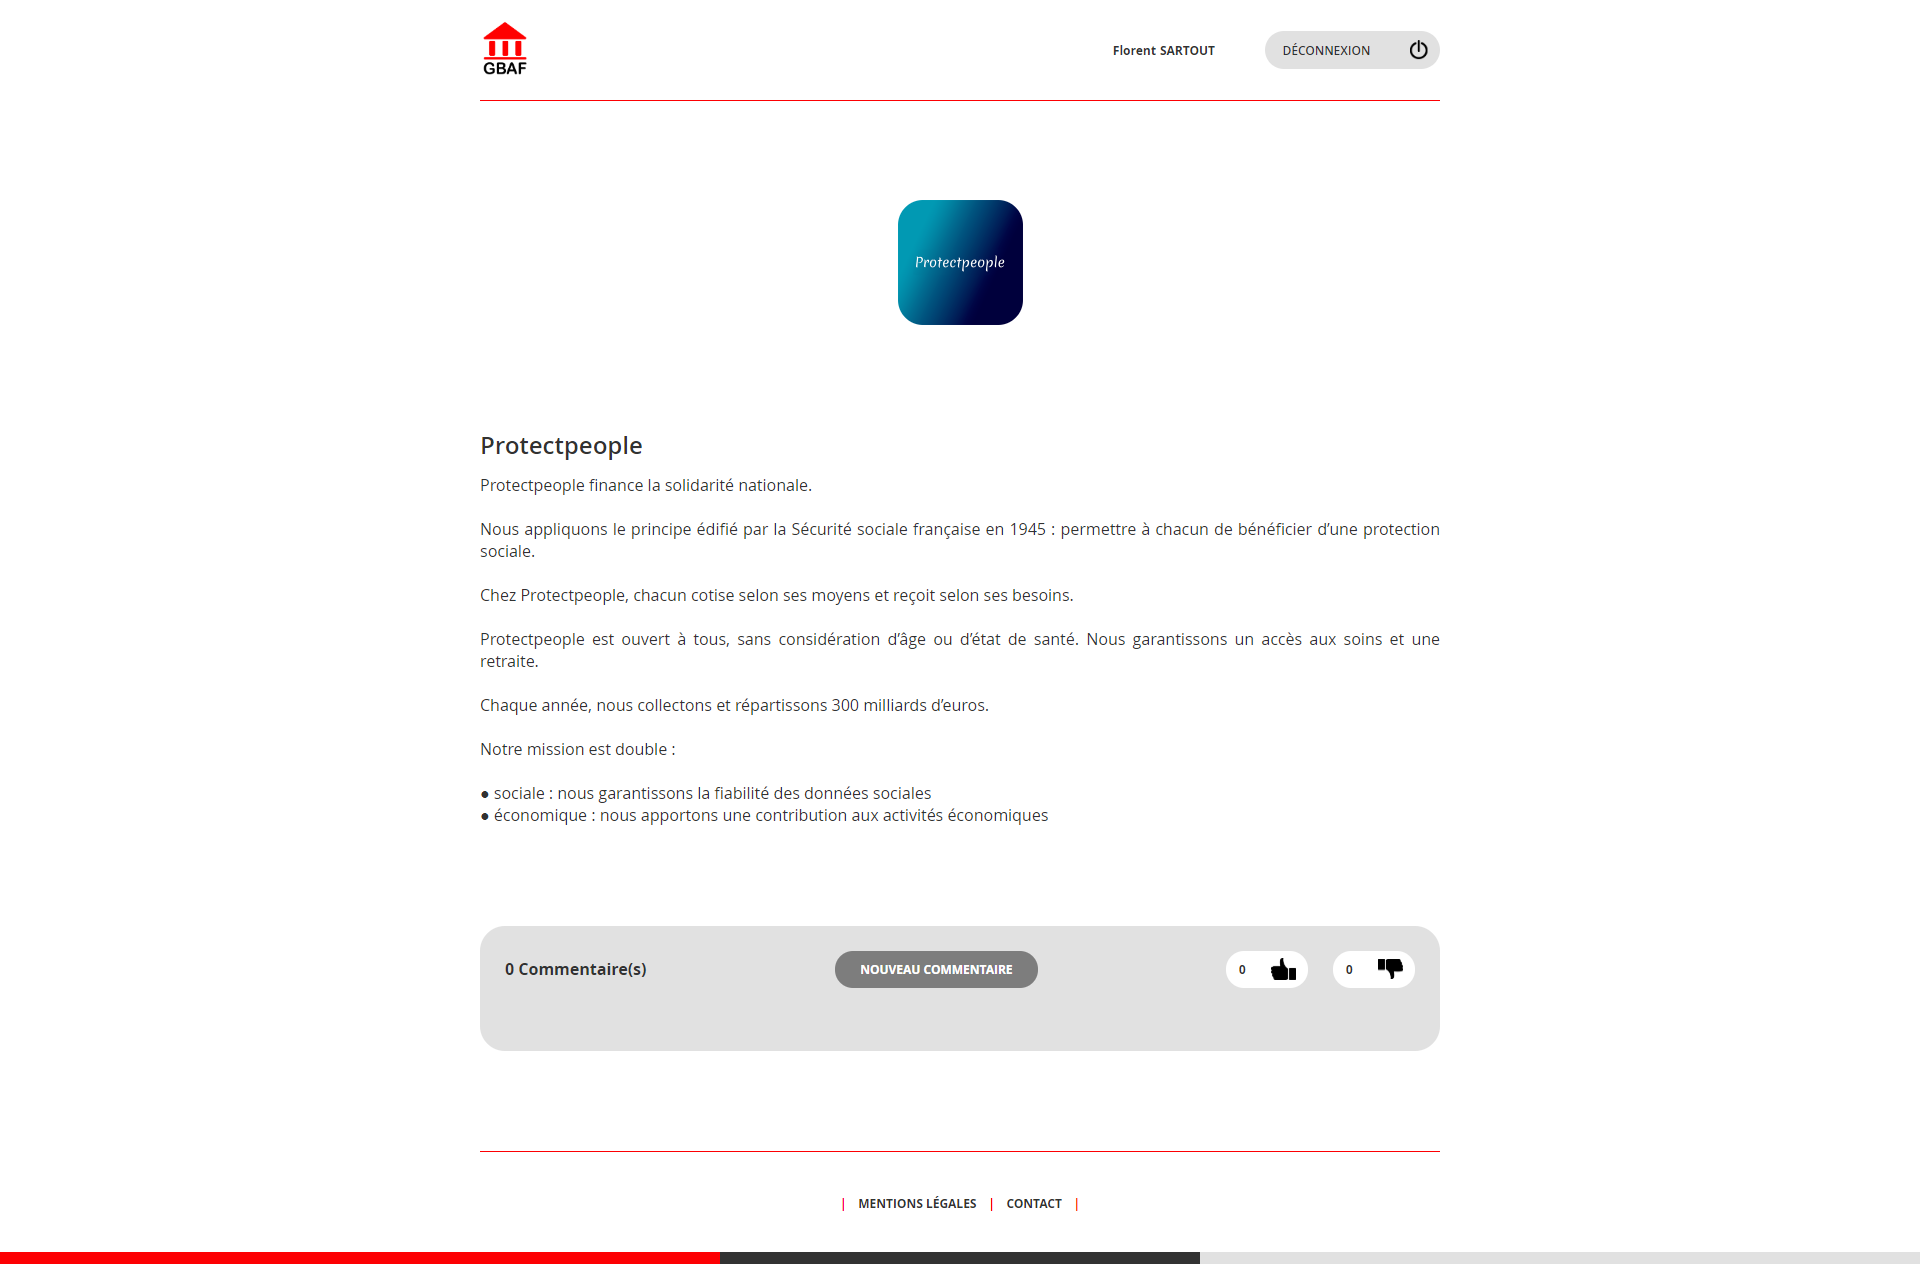 GBAF
Florent SARTOUT
DÉCONNEXION
Protectpeople
Protectpeople
Protectpeople finance la solidarité nationale.
Nous appliquons le principe édifié par la Sécurité sociale française en 1945 : permettre à chacun de bénéficier d’une protection
sociale.
Chez Protectpeople, chacun cotise selon ses moyens et reçoit selon ses besoins.
Protectpeople est ouvert à tous, sans considération d’âge ou d’état de santé. Nous garantissons un accès aux soins et une
retraite.
Chaque année, nous collectons et répartissons 300 milliards d’euros.
Notre mission est double :
● sociale : nous garantissons la fiabilité des données sociales
● économique : nous apportons une contribution aux activités économiques
0 Commentaire(s)
NOUVEAU COMMENTAIRE
0
0
| MENTIONS LÉGALES | CONTACT |